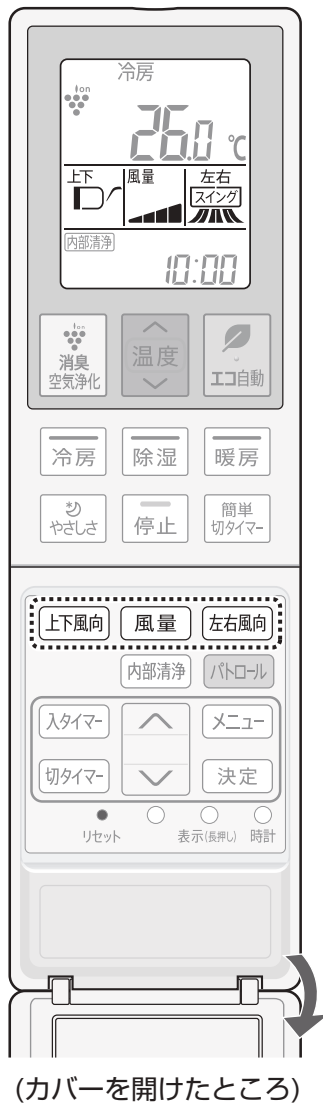 冷房
ion
26.0 ℃
上下 風量 左右
スイング
内部清浄
10:00
ion
消臭
空気浄化
温度
エコ自動
冷房 除湿 暖房
やさしさ
停止
簡単
切タイマー
上下風向 風量 左右風向
内部清浄 パトロール
入タイマー メニュー
切タイマー 決定
リセット 表示(長押し) 時計
(カバーを開けたところ)